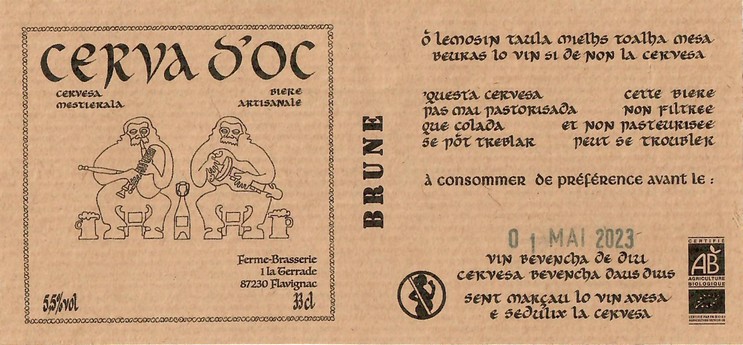 CERVA D'OC
CERVESA
MESTIERALA
BIERE
ARTISANALE
Ferme-Brasserie
1 la Terrade
87230 Flavignac
5,5%vol
33 cl
BRUNE
Ô LEMOSIN TAULA MIELHS TOALHA MESA
BEURAS LO VIN SI DE NON LA CERVESA
'QUESTA CERVESA
PAS MAI PASTORISADA
QUE COLADA
SE PÒT TREBLAR
CETTE BIERE
NON FILTREE
ET NON PASTEURISEE
PEUT SE TROUBLER
À CONSOMMER DE PRÉFÉRENCE AVANT LE :
01 MAI 2023
VIN BEVENCHA DE DIU
CERVESA BEVENCHA DAUS DIUS
SENT MARÇAU LO VIN AVESA
E SEDULIX LA CERVESA
CERTIFIÉ
AB
AGRICULTURE
BIOLOGIQUE